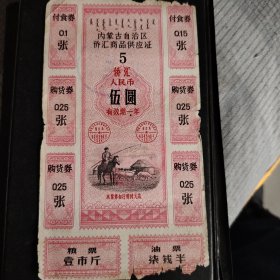 付食券
01
张
内蒙古自治区
侨汇商品供应证
5
侨汇
人民币
伍圆
有效期一年
付食券
015
张
购货券
025
张
购货券
025
张
购货券
025
张
购货券
025
张
粮票
壹市斤
油票
柒钱半